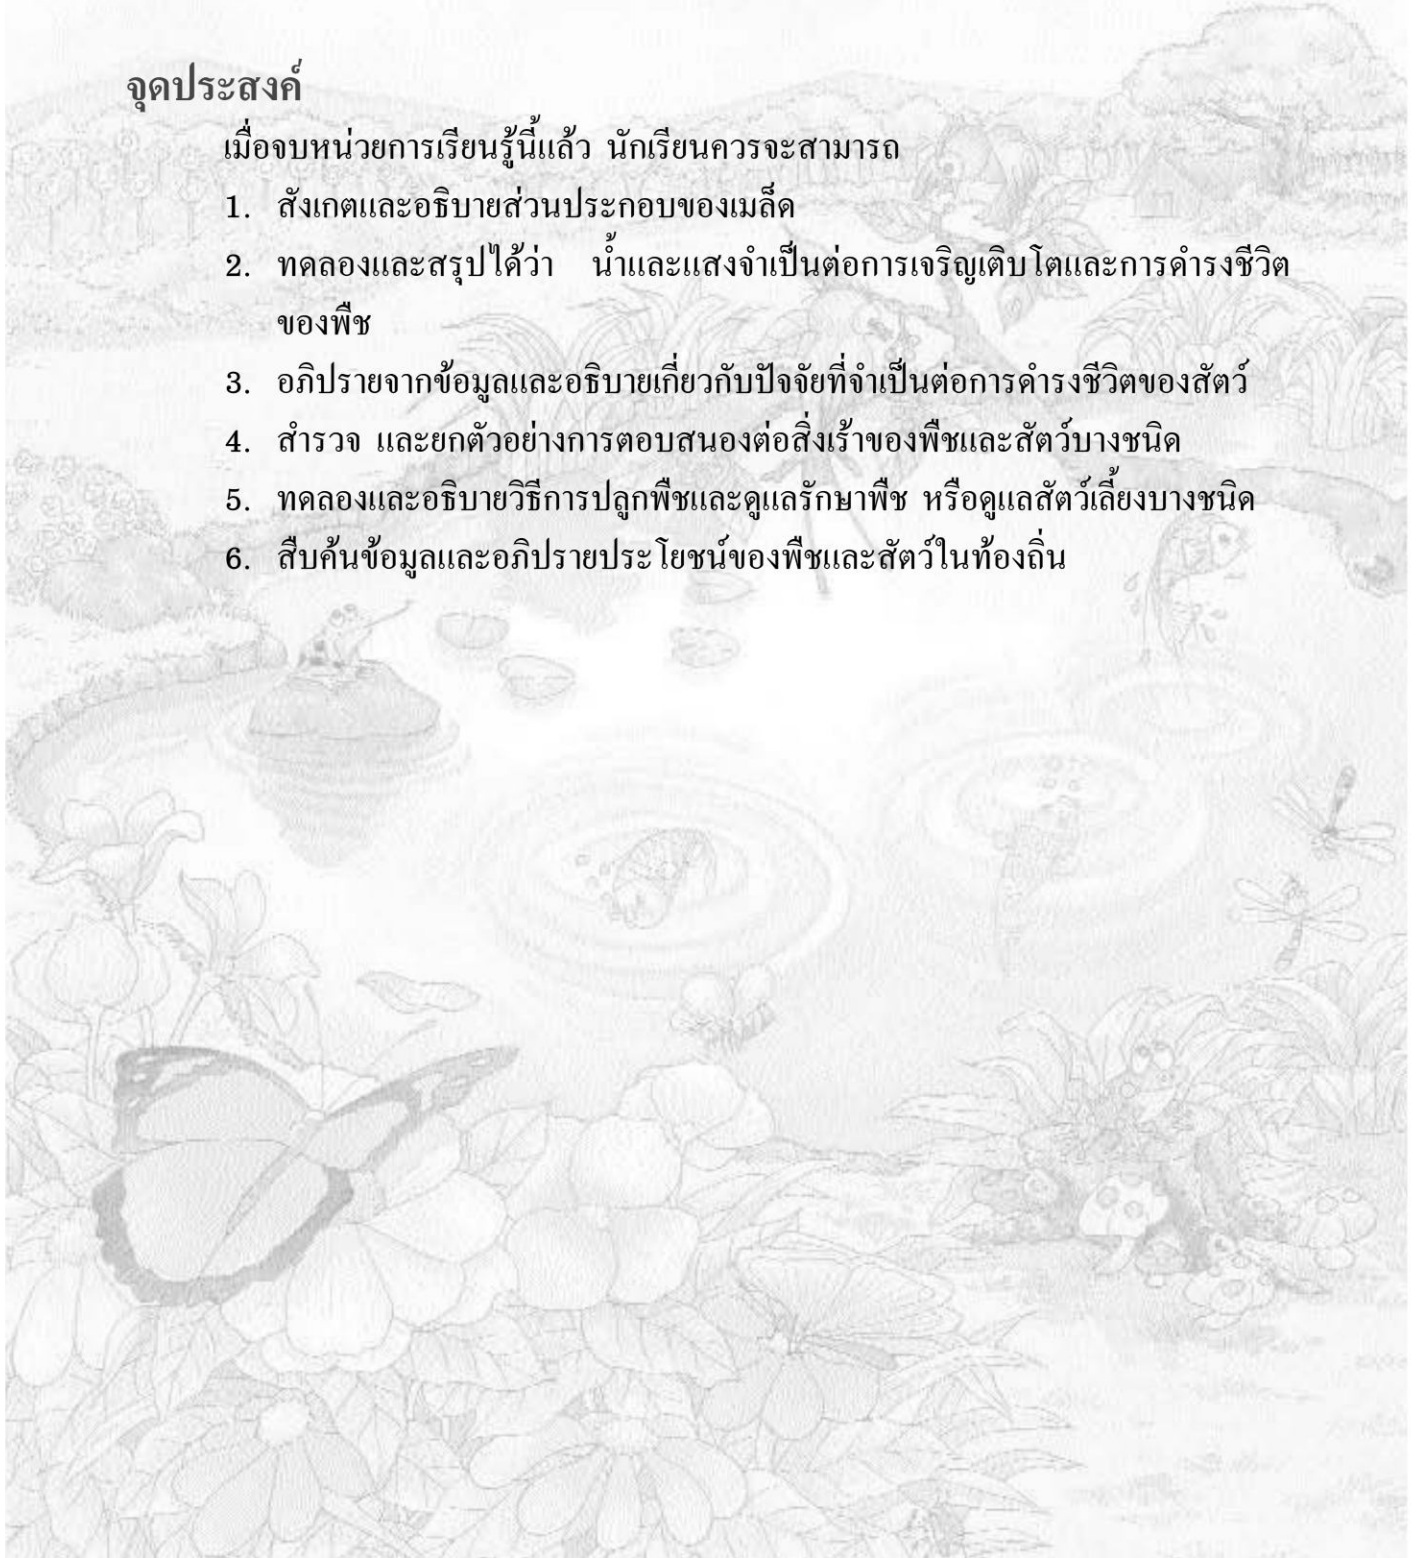 จุดประสงค์
เมื่อจบหน่วยการเรียนรู้นี้แล้ว นักเรียนควรจะสามารถ
1. สังเกตและอธิบายส่วนประกอบของเมล็ด
2. ทดลองและสรุปได้ว่า น้ำและแสงจำเป็นต่อการเจริญเติบโตและการดำรงชีวิต
ของพืช
3. อภิปรายจากข้อมูลและอธิบายเกี่ยวกับปัจจัยที่จำเป็นต่อการดำรงชีวิตของสัตว์
4. สำรวจ และยกตัวอย่างการตอบสนองต่อสิ่งเร้าของพืชและสัตว์บางชนิด
5. ทดลองและอธิบายวิธีการปลูกพืชและดูแลรักษาพืช หรือดูแลสัตว์เลี้ยงบางชนิด
6. สืบค้นข้อมูลและอภิปรายประโยชน์ของพืชและสัตว์ในท้องถิ่น